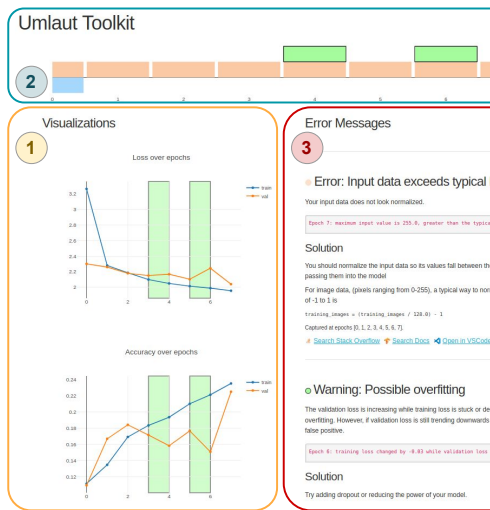 Umlaut Toolkit
2
0 1 2 3 4 5 6
Visualizations
1
Loss over epochs
train
val
3.2
3
2.8
2.6
2.4
2.2
2
0 2 4 6
Accuracy over epochs
train
val
0.24
0.22
0.2
0.18
0.16
0.14
0.12
0 2 4 6
Error Messages
3
Error: Input data exceeds typical
Your input data does not look normalized.
Epoch 7: maximum input value is 255.0, greater than the typica
Solution
You should normalize the input data so its values fall between the
passing them into the model
For image data, (pixels ranging from 0-255), a typical way to nor
of -1 to 1 is
training_images = (training_images / 128.0) - 1
Captured at epochs [0, 1, 2, 3, 4, 5, 6, 7].
Search Stack Overflow Search Docs Open in VSCode
Warning: Possible overfitting
The validation loss is increasing while training loss is stuck or de
overfitting. However, if validation loss is still trending downwards
false positive.
Epoch 6: training loss changed by -0.03 while validation loss
Solution
Try adding dropout or reducing the power of your model.